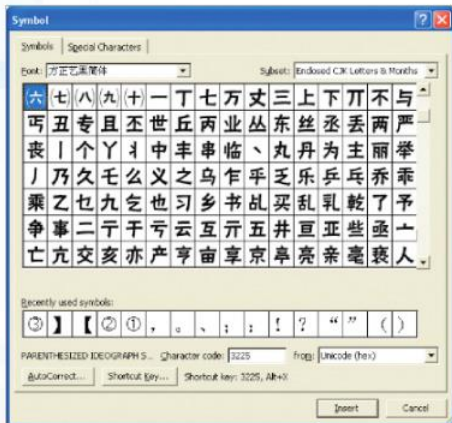 Symbol
Symbols Special Characters
Font: 方正艺黑简体 Subset: Enclosed CJK Letters & Months
㈥ ㈦ ㈧ ㈨ ㈩ 一 丁 七 万 丈 三 上 下 丌 不 与
丐 丑 专 且 丕 世 丘 丙 业 丛 东 丝 丞 丢 两 严
丧 丨 个 丫 丬 中 丰 串 临 丶 丸 丹 为 主 丽 举
丿 乃 久 乇 么 义 之 乌 乍 乎 乏 乐 乒 乓 乔 乖
乘 乙 乜 九 乞 也 习 乡 书 乩 买 乱 乳 乾 了 予
争 事 二 亍 于 亏 云 互 亓 五 井 亘 亚 些 亟 亠
亡 亢 交 亥 亦 产 亨 亩 享 京 亭 亮 亲 亳 亵 人
Recently used symbols:
③ 】 【 ② ① , 。 、 ; : ! ? “ ” ( )
PARENTHESIZED IDEOGRAPH S... Character code: 3225 from: Unicode (hex)
AutoCorrect... Shortcut Key... Shortcut key: 3225, Alt+X
Insert Cancel